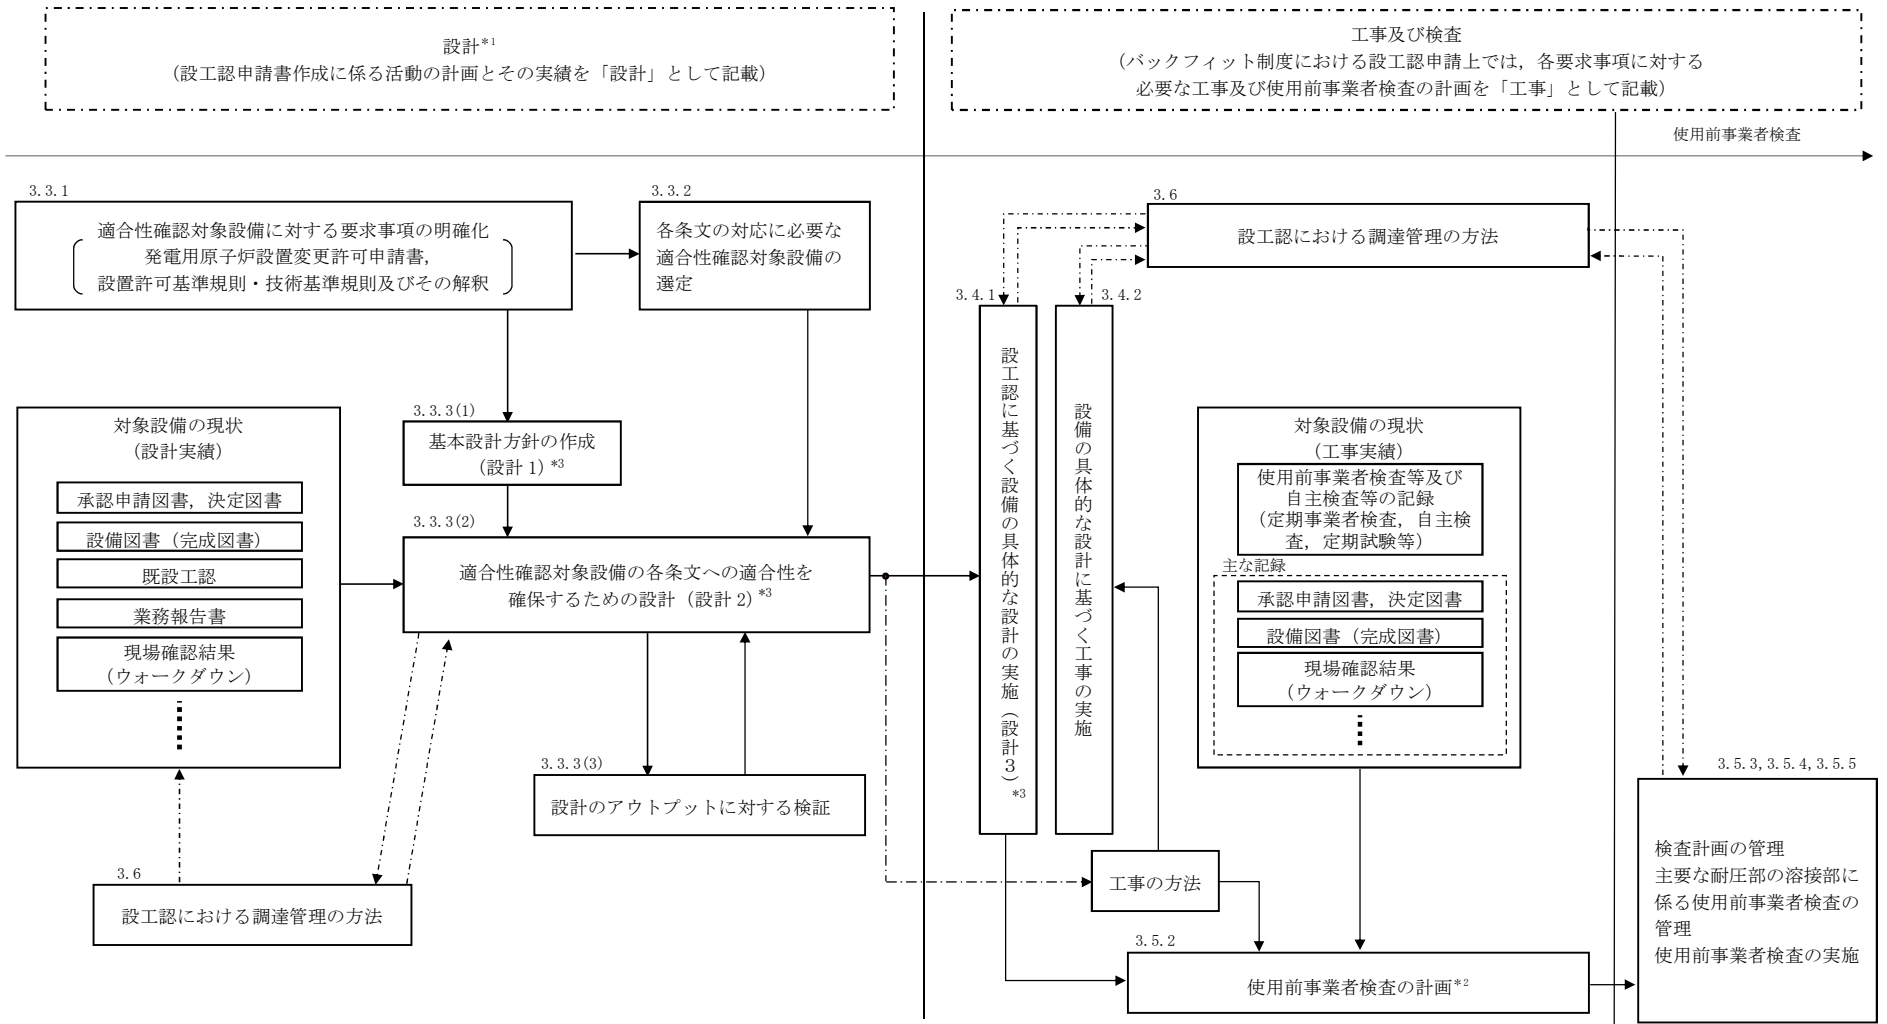 設計*1
（設工認申請書作成に係る活動の計画とその実績を「設計」として記載）
工事及び検査
（バックフィット制度における設工認申請上では，各要求事項に対する
必要な工事及び使用前事業者検査の計画を「工事」として記載）
使用前事業者検査
3.3.1
適合性確認対象設備に対する要求事項の明確化
発電用原子炉設置変更許可申請書，
設置許可基準規則・技術基準規則及びその解釈
3.3.2
各条文の対応に必要な
適合性確認対象設備の
選定
3.3.3(1)
基本設計方針の作成
（設計 1）*3
対象設備の現状
（設計実績）
承認申請図書，決定図書
設備図書（完成図書）
既設工認
業務報告書
現場確認結果
（ウォークダウン）
3.3.3(2)
適合性確認対象設備の各条文への適合性を
確保するための設計（設計 2）*3
3.3.3(3)
設計のアウトプットに対する検証
3.6
設工認における調達管理の方法
3.6
設工認における調達管理の方法
3.4.1
設工認に基づく設備の具体的な設計の実施（設計３）
*3
3.4.2
設備の具体的な設計に基づく工事の実施
対象設備の現状
（工事実績）
使用前事業者検査等及び
自主検査等の記録
（定期事業者検査，自主検
査，定期試験等）
主な記録
承認申請図書，決定図書
設備図書（完成図書）
現場確認結果
（ウォークダウン）
工事の方法
3.5.2
使用前事業者検査の計画*2
3.5.3,3.5.4,3.5.5
検査計画の管理
主要な耐圧部の溶接部に
係る使用前事業者検査の
管理
使用前事業者検査の実施